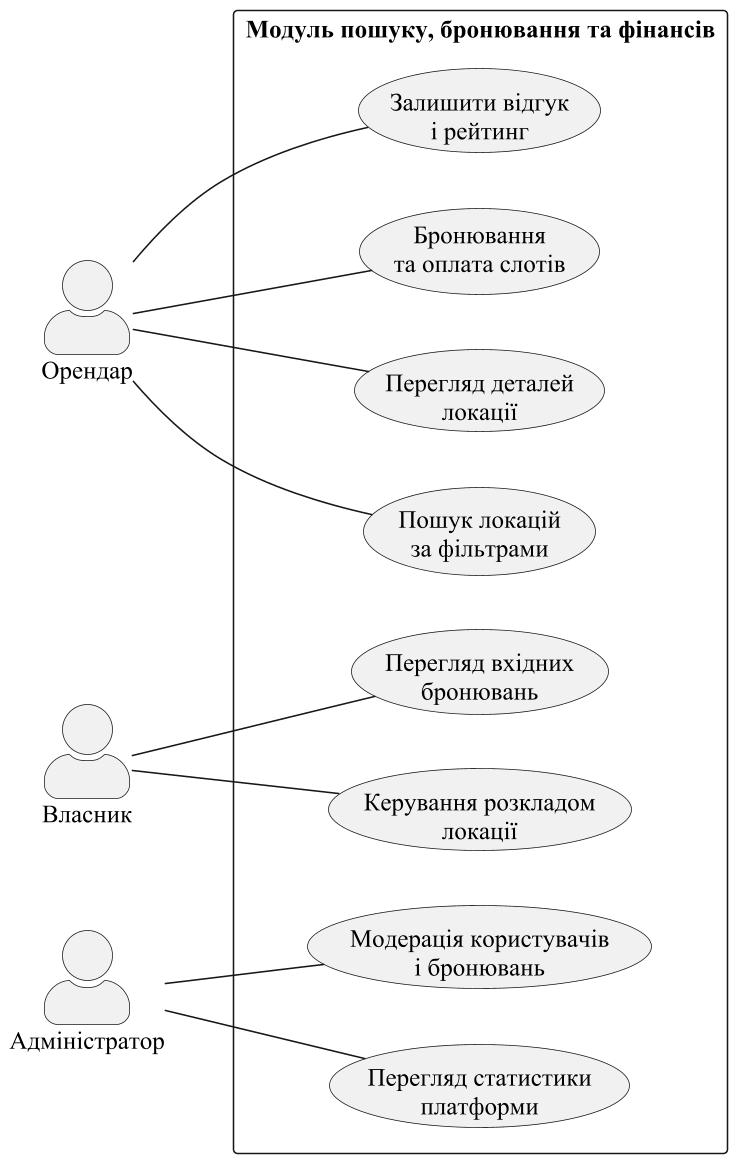 Модуль пошуку, бронювання та фінансів
Залишити відгук
і рейтинг
Бронювання
та оплата слотів
Орендар
Перегляд деталей
локації
Пошук локацій
за фільтрами
Перегляд вхідних
бронювань
Власник
Керування розкладом
локації
Модерація користувачів
і бронювань
Адміністратор
Перегляд статистики
платформи